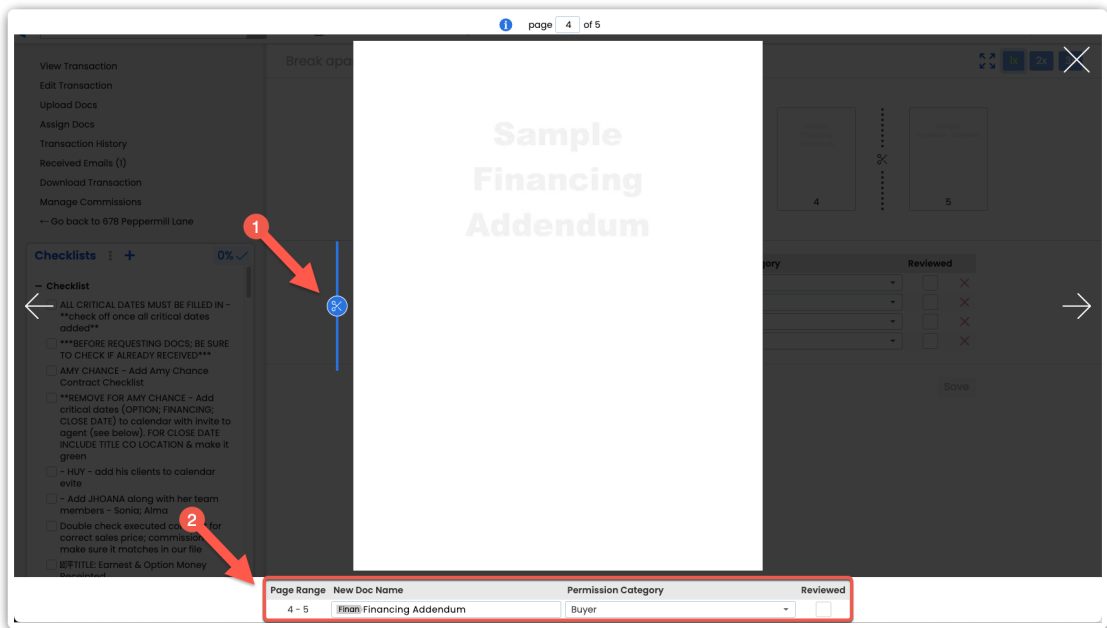 page 4 of 5
Break apa
1x 2x
View Transaction
Edit Transaction
Upload Docs
Assign Docs
Transaction History
Received Emails (1)
Download Transaction
Manage Commissions
← Go back to 678 Peppermill Lane
Sample
Financing
Addendum
4
5
1
Checklists + 0%
Checklist
ALL CRITICAL DATES MUST BE FILLED IN -
**check off once all critical dates
added**
***BEFORE REQUESTING DOCS; BE SURE
TO CHECK IF ALREADY RECEIVED***
AMY CHANCE - Add Amy Chance
Contract Checklist
**REMOVE FOR AMY CHANCE - Add
critical dates (OPTION; FINANCING;
CLOSE DATE) to calendar with invite to
agent (see below). FOR CLOSE DATE
INCLUDE TITLE CO LOCATION & make it
green
- HUY - add his clients to calendar
evite
- Add JHOANA along with her team
members - Sonia; Alma
Double check executed co for
correct sales price; commission
make sure it matches in our file
TITLE: Earnest & Option Money
Receipted
gory Reviewed
Save
2
Page Range New Doc Name Permission Category Reviewed
4 - 5 Finan Financing Addendum Buyer